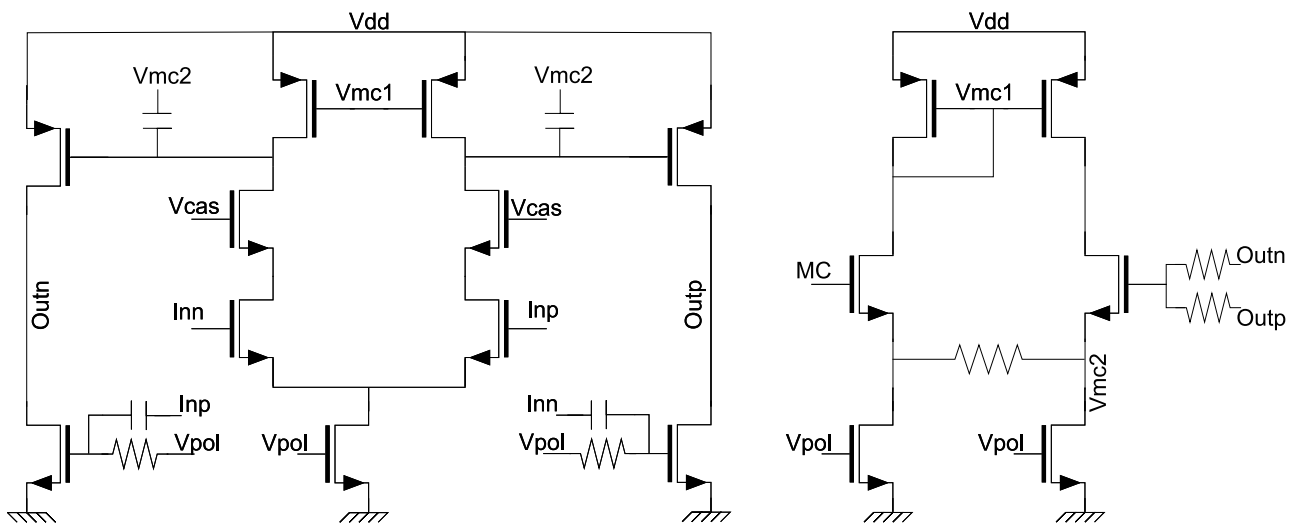 Vdd
Vdd
Vmc2
Vmc1
Vmc2
Vmc1
Vcas
Vcas
MC
Outn
Outp
Outn
Inn
Inp
Outp
Vmc2
Inp
Vpol
Vpol
Inn
Vpol
Vpol
Vpol